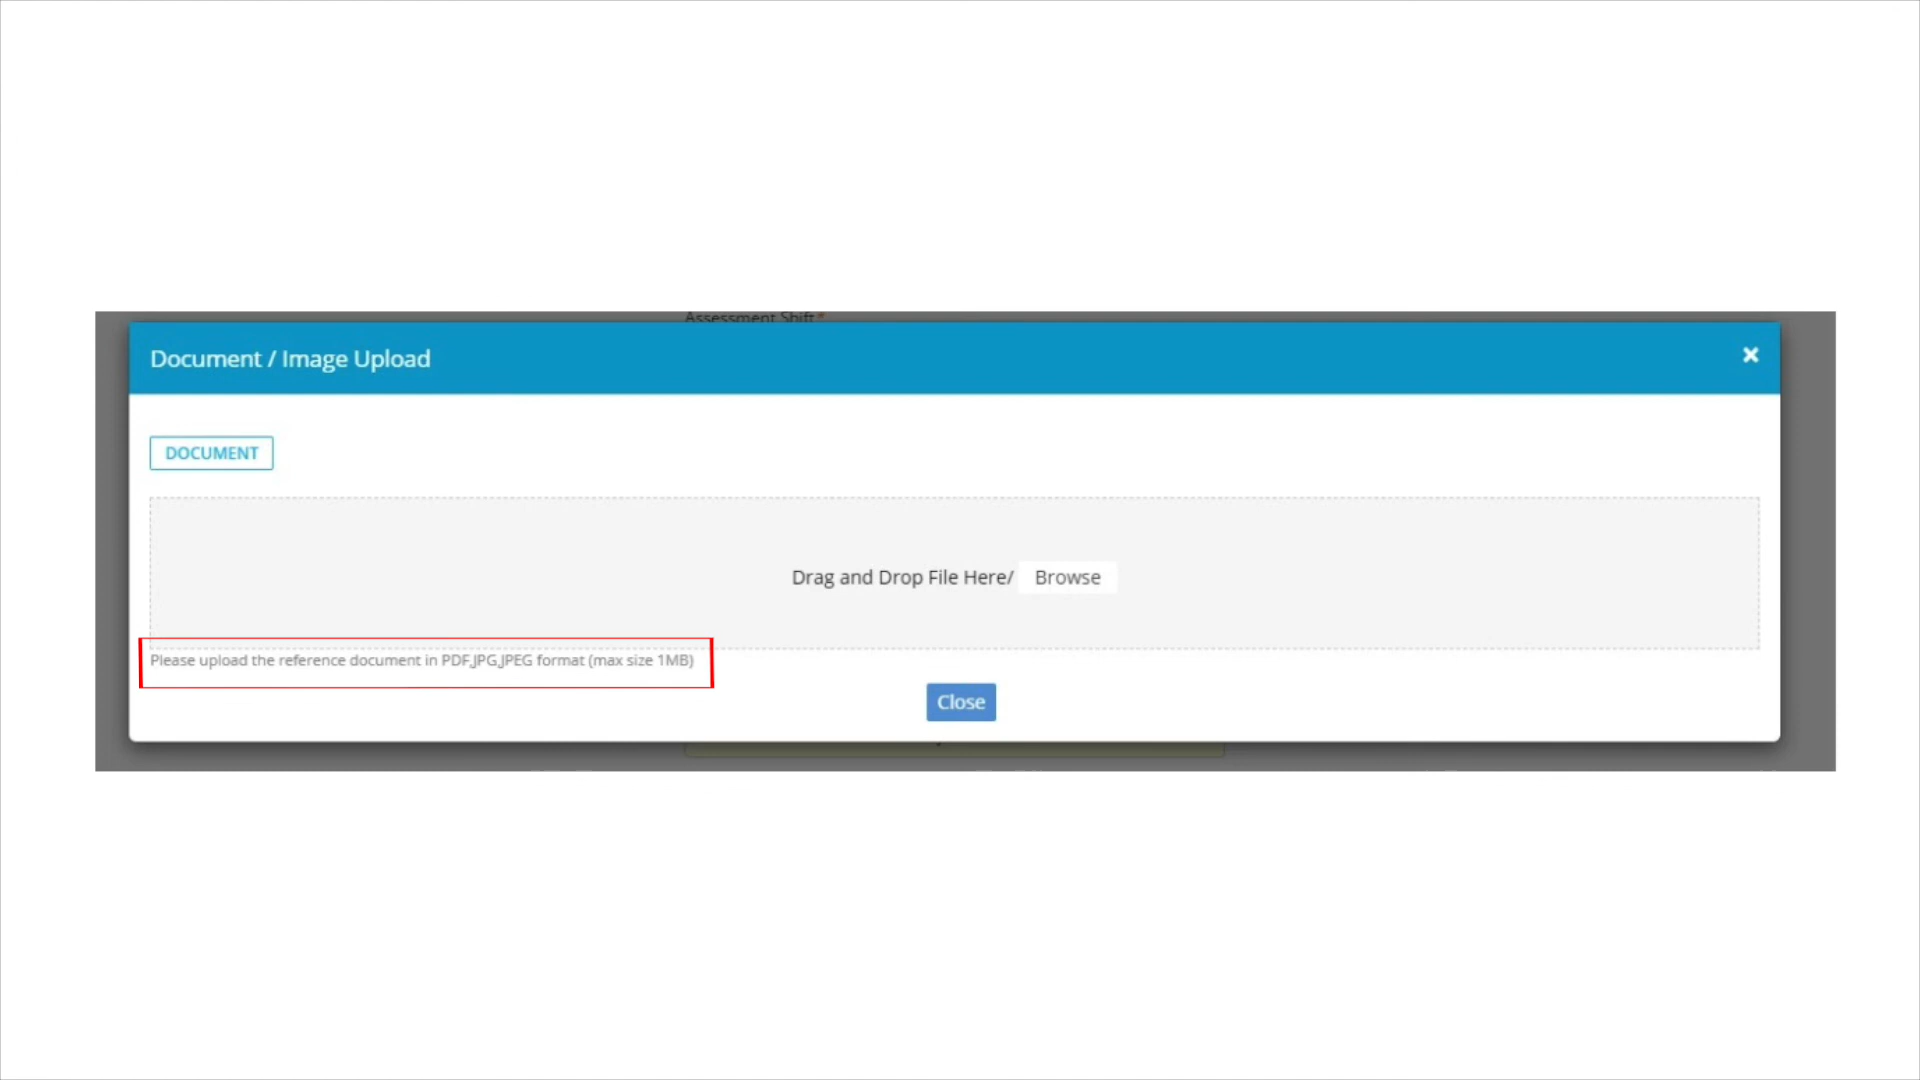 Assessment Shift *
Document / Image Upload
DOCUMENT
Drag and Drop File Here/ Browse
Please upload the reference document in PDF,JPG,JPEG format (max size 1MB)
Close